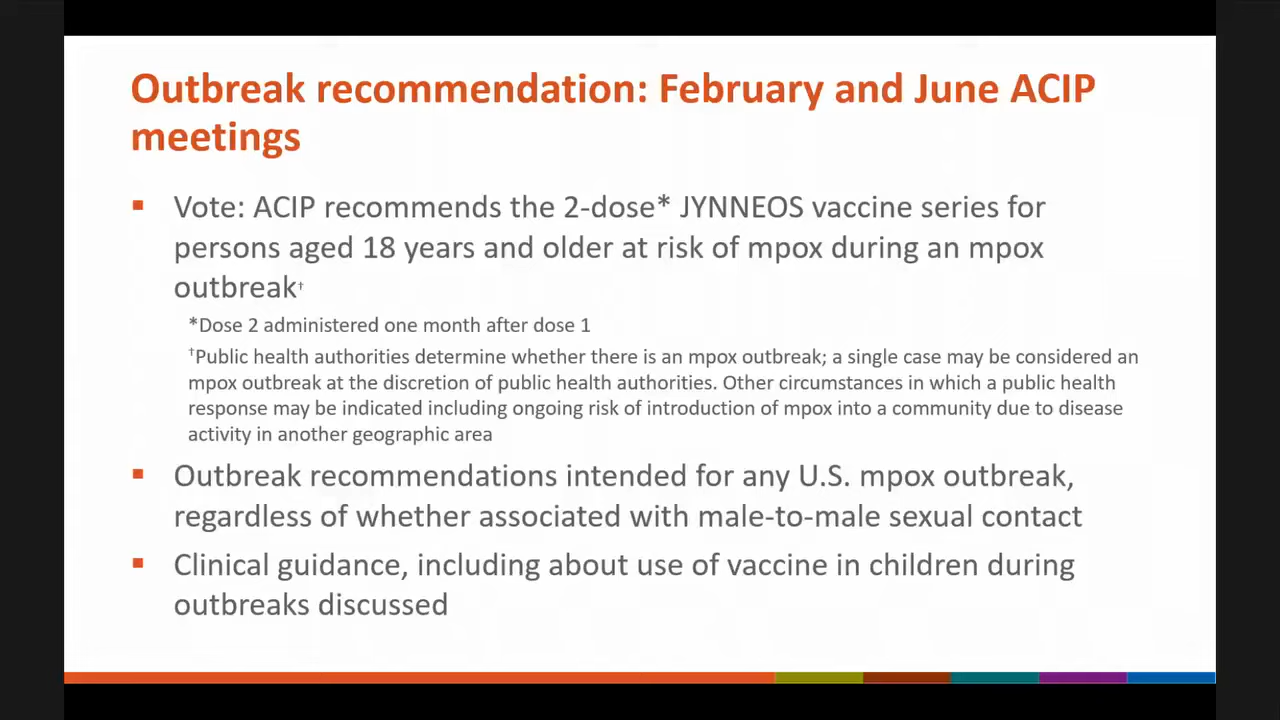 Outbreak recommendation: February and June ACIP
meetings
▪ Vote: ACIP recommends the 2-dose* JYNNEOS vaccine series for
persons aged 18 years and older at risk of mpox during an mpox
outbreak†
*Dose 2 administered one month after dose 1
†Public health authorities determine whether there is an mpox outbreak; a single case may be considered an
mpox outbreak at the discretion of public health authorities. Other circumstances in which a public health
response may be indicated including ongoing risk of introduction of mpox into a community due to disease
activity in another geographic area
▪ Outbreak recommendations intended for any U.S. mpox outbreak,
regardless of whether associated with male-to-male sexual contact
▪ Clinical guidance, including about use of vaccine in children during
outbreaks discussed